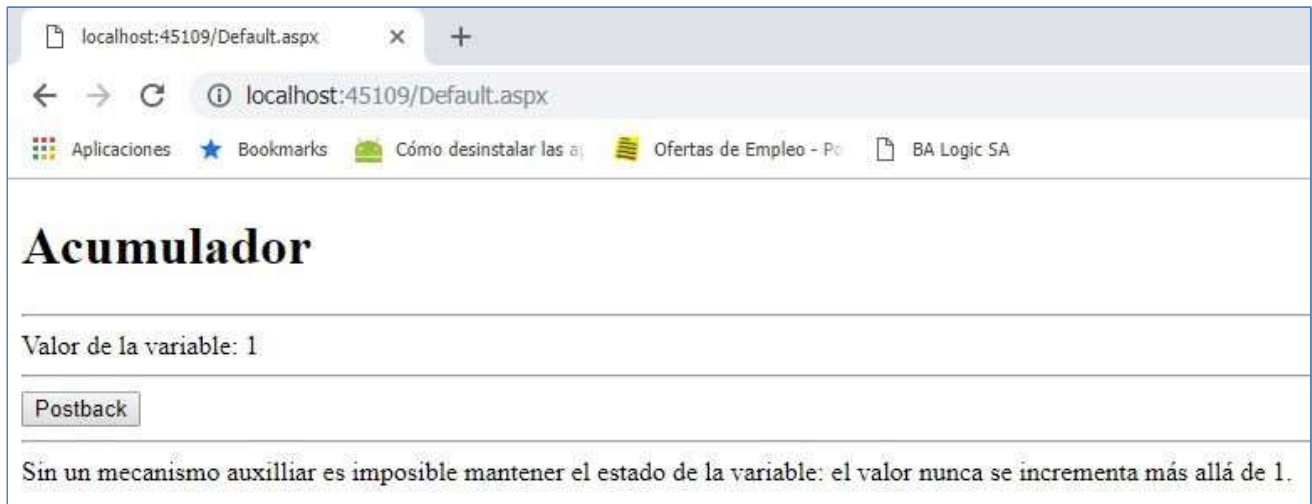 localhost:45109/Default.aspx
localhost:45109/Default.aspx
Aplicaciones Bookmarks Cómo desinstalar las Ofertas de Empleo - BA Logic SA
Acumulador
Valor de la variable: 1
Postback
Sin un mecanismo auxilliar es imposible mantener el estado de la variable: el valor nunca se incrementa más allá de 1.